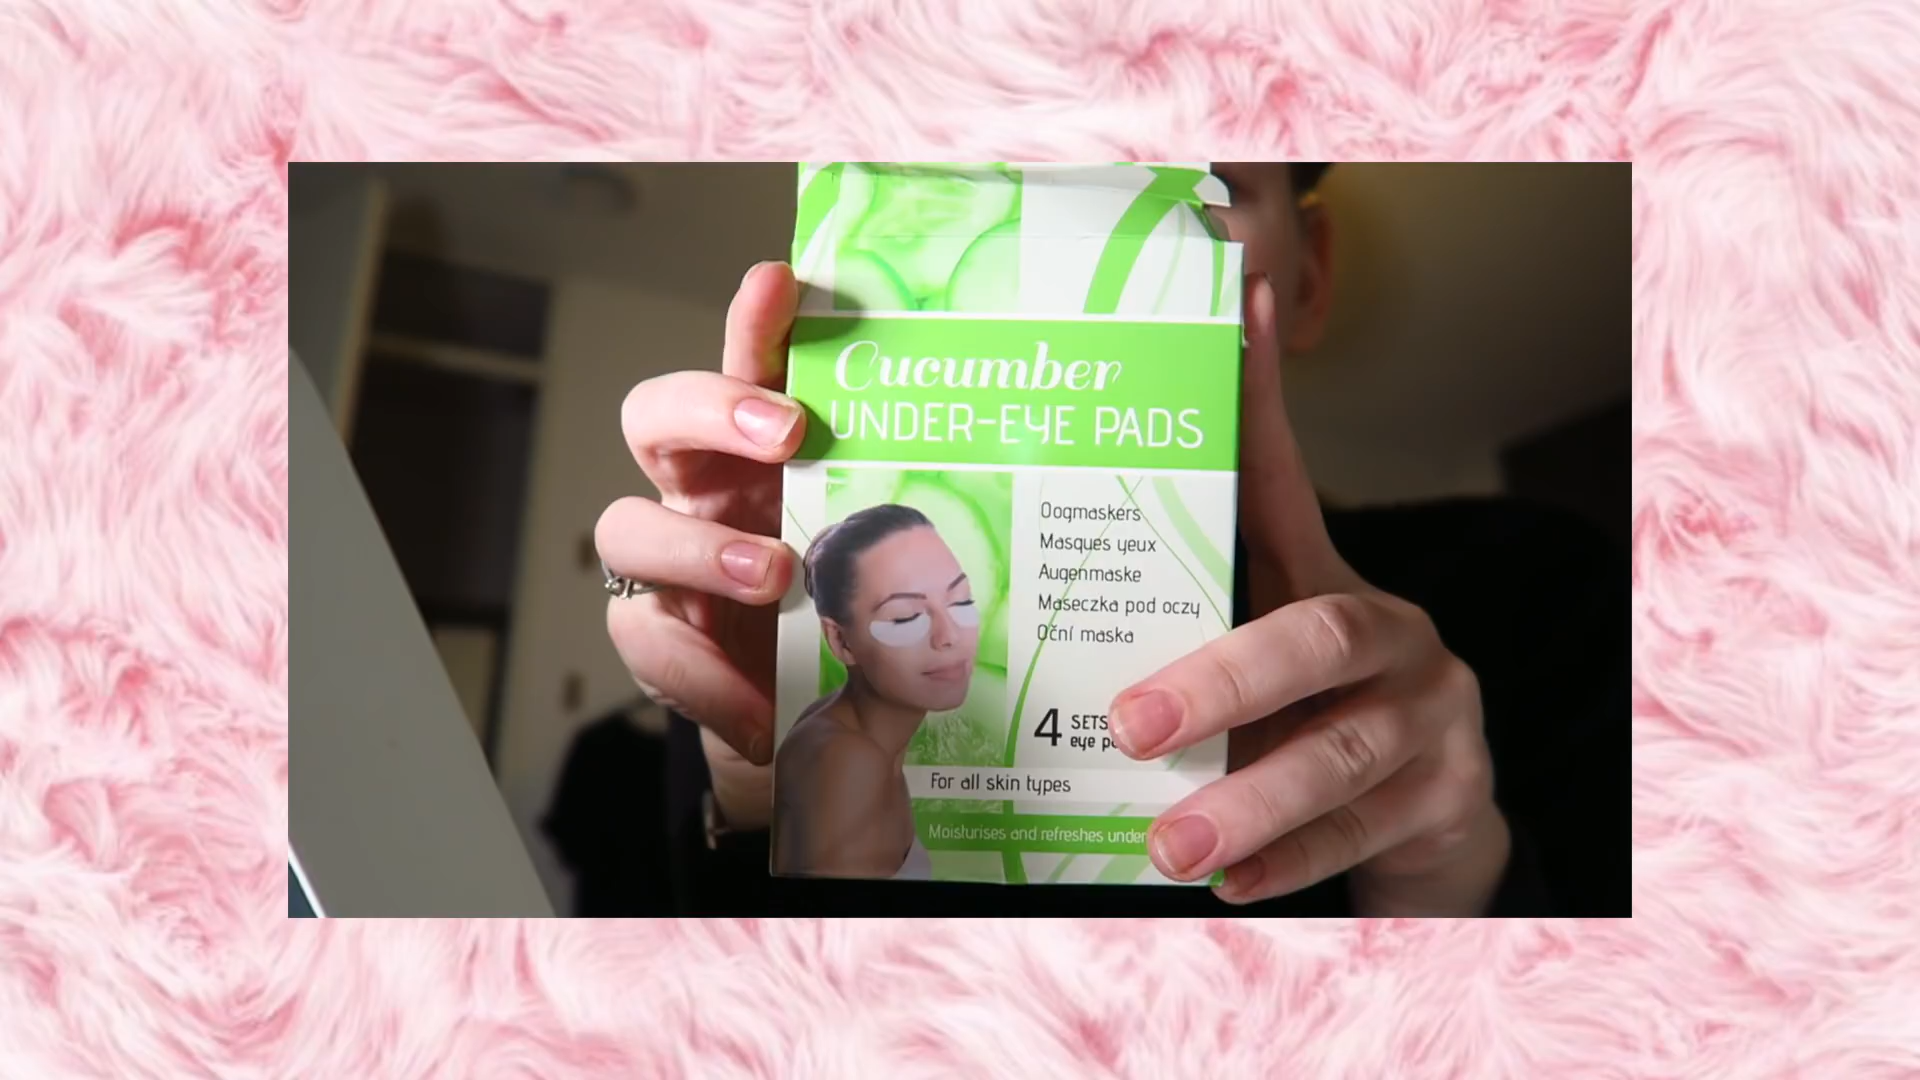 Cucumber
UNDER-EYE PADS
Oogmaskers
Masques yeux
Augenmaske
Maseczka pod oczy
Oční maska
4 SETS
eye
For all skin types
Moisturises and refreshes under